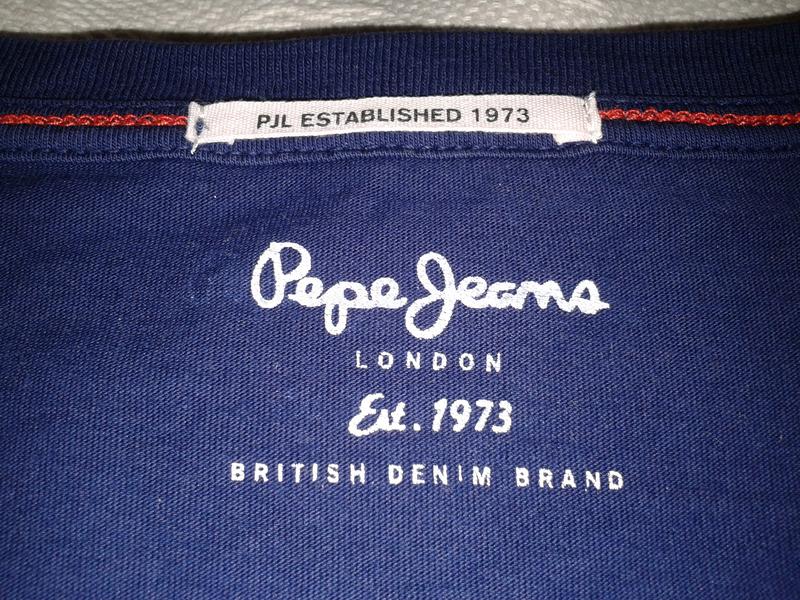 PJL ESTABLISHED 1973
Pepe Jeans
LONDON
Est. 1973
BRITISH DENIM BRAND